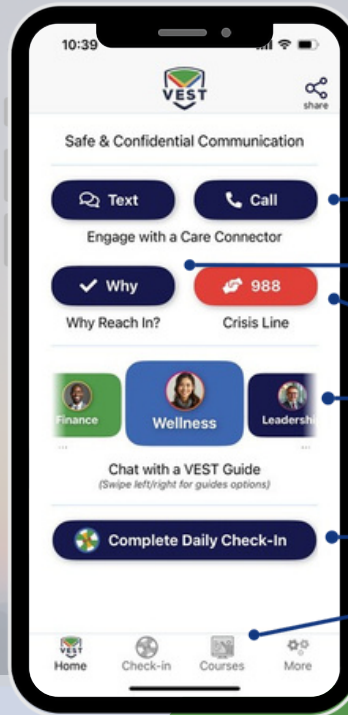 10:39
VEST
share
Safe & Confidential Communication
Text
Call
Engage with a Care Connector
Why
988
Why Reach In?
Crisis Line
Finance
Wellness
Leadersh
Chat with a VEST Guide
(Swipe left/right for guides options)
Complete Daily Check-In
VEST
Home
Check-in
Courses
More